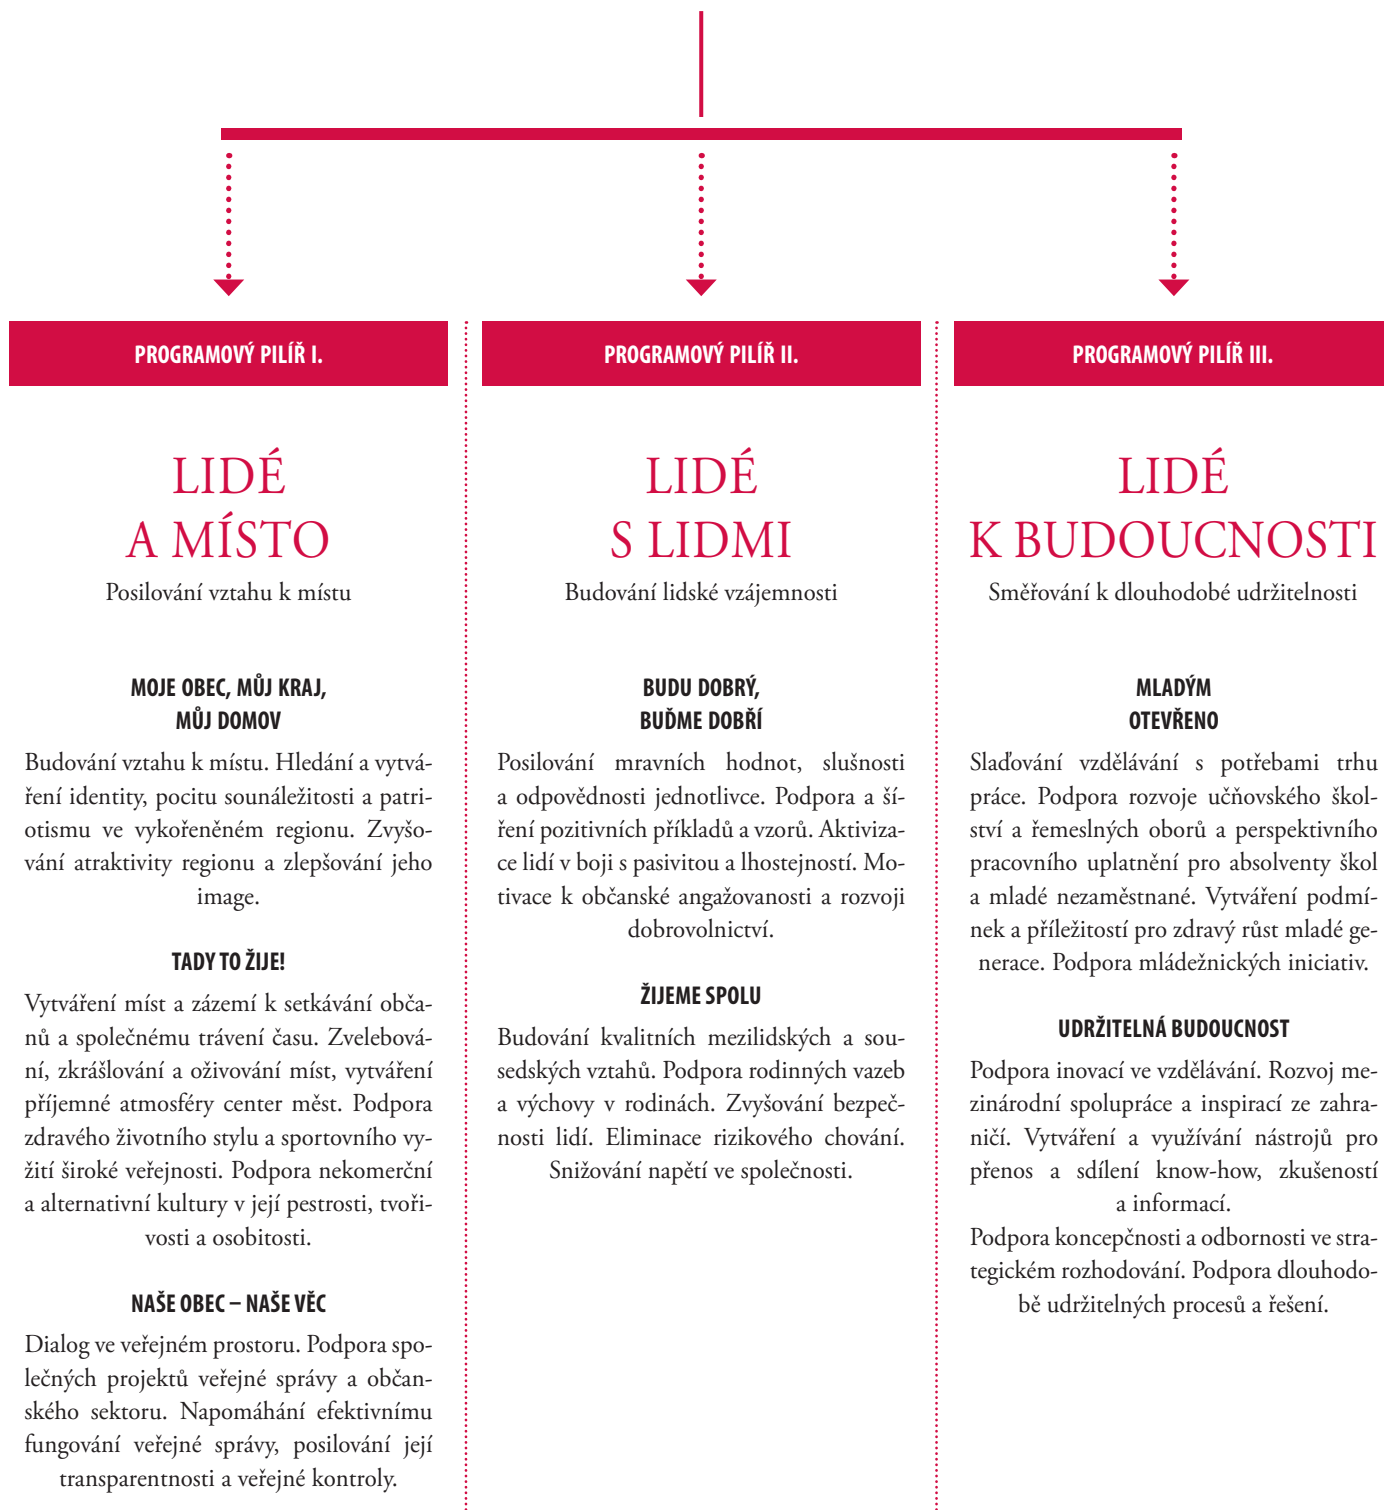 PROGRAMOVÝ PILÍŘ I.
LIDÉ
A MÍSTO
Posilování vztahu k místu
MOJE OBEC, MŮJ KRAJ,
MŮJ DOMOV
Budování vztahu k místu. Hledání a vytvá-
ření identity, pocitu sounáležitosti a patri-
otismu ve vykořeněném regionu. Zvyšo-
vání atraktivity regionu a zlepšování jeho
image.
TADY TO ŽIJE!
Vytváření míst a zázemí k setkávání obča-
nů a společnému trávení času. Zvelebová-
ní, zkrášlování a oživování míst, vytváření
příjemné atmosféry center měst. Podpora
zdravého životního stylu a sportovního vy-
žití široké veřejnosti. Podpora nekomerční
a alternativní kultury v její pestrosti, tvoři-
vosti a osobitosti.
NAŠE OBEC – NAŠE VĚC
Dialog ve veřejném prostoru. Podpora spo-
lečných projektů veřejné správy a občan-
ského sektoru. Napomáhání efektivnímu
fungování veřejné správy, posilování její
transparentnosti a veřejné kontroly.
PROGRAMOVÝ PILÍŘ II.
LIDÉ
S LIDMI
Budování lidské vzájemnosti
BUDU DOBRÝ,
BUĎME DOBŘÍ
Posilování mravních hodnot, slušnosti
a odpovědnosti jednotlivce. Podpora a ší-
ření pozitivních příkladů a vzorů. Aktiviza-
ce lidí v boji s pasivitou a lhostejností. Mo-
tivace k občanské angažovanosti a rozvoji
dobrovolnictví.
ŽIJEME SPOLU
Budování kvalitních mezilidských a sou-
sedských vztahů. Podpora rodinných vazeb
a výchovy v rodinách. Zvyšování bezpeč-
nosti lidí. Eliminace rizikového chování.
Snižování napětí ve společnosti.
PROGRAMOVÝ PILÍŘ III.
LIDÉ
K BUDOUCNOSTI
Směřování k dlouhodobé udržitelnosti
MLADÝM
OTEVŘENO
Slaďování vzdělávání s potřebami trhu
práce. Podpora rozvoje učňovského škol-
ství a řemeslných oborů a perspektivního
pracovního uplatnění pro absolventy škol
a mladé nezaměstnané. Vytváření podmí-
nek a příležitostí pro zdravý růst mladé ge-
nerace. Podpora mládežnických iniciativ.
UDRŽITELNÁ BUDOUCNOST
Podpora inovací ve vzdělávání. Rozvoj me-
zinárodní spolupráce a inspirací ze zahra-
ničí. Vytváření a využívání nástrojů pro
přenos a sdílení know-how, zkušeností
a informací.
Podpora koncepčnosti a odbornosti ve stra-
tegickém rozhodování. Podpora dlouhodo-
bě udržitelných procesů a řešení.